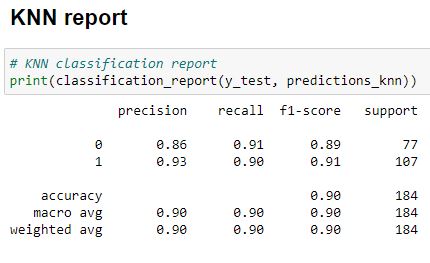 KNN report
# KNN classification report
print(classification_report(y_test, predictions_knn))
precision recall f1-score support
0 0.86 0.91 0.89 77
1 0.93 0.90 0.91 107
accuracy 0.90 184
macro avg 0.90 0.90 0.90 184
weighted avg 0.90 0.90 0.90 184